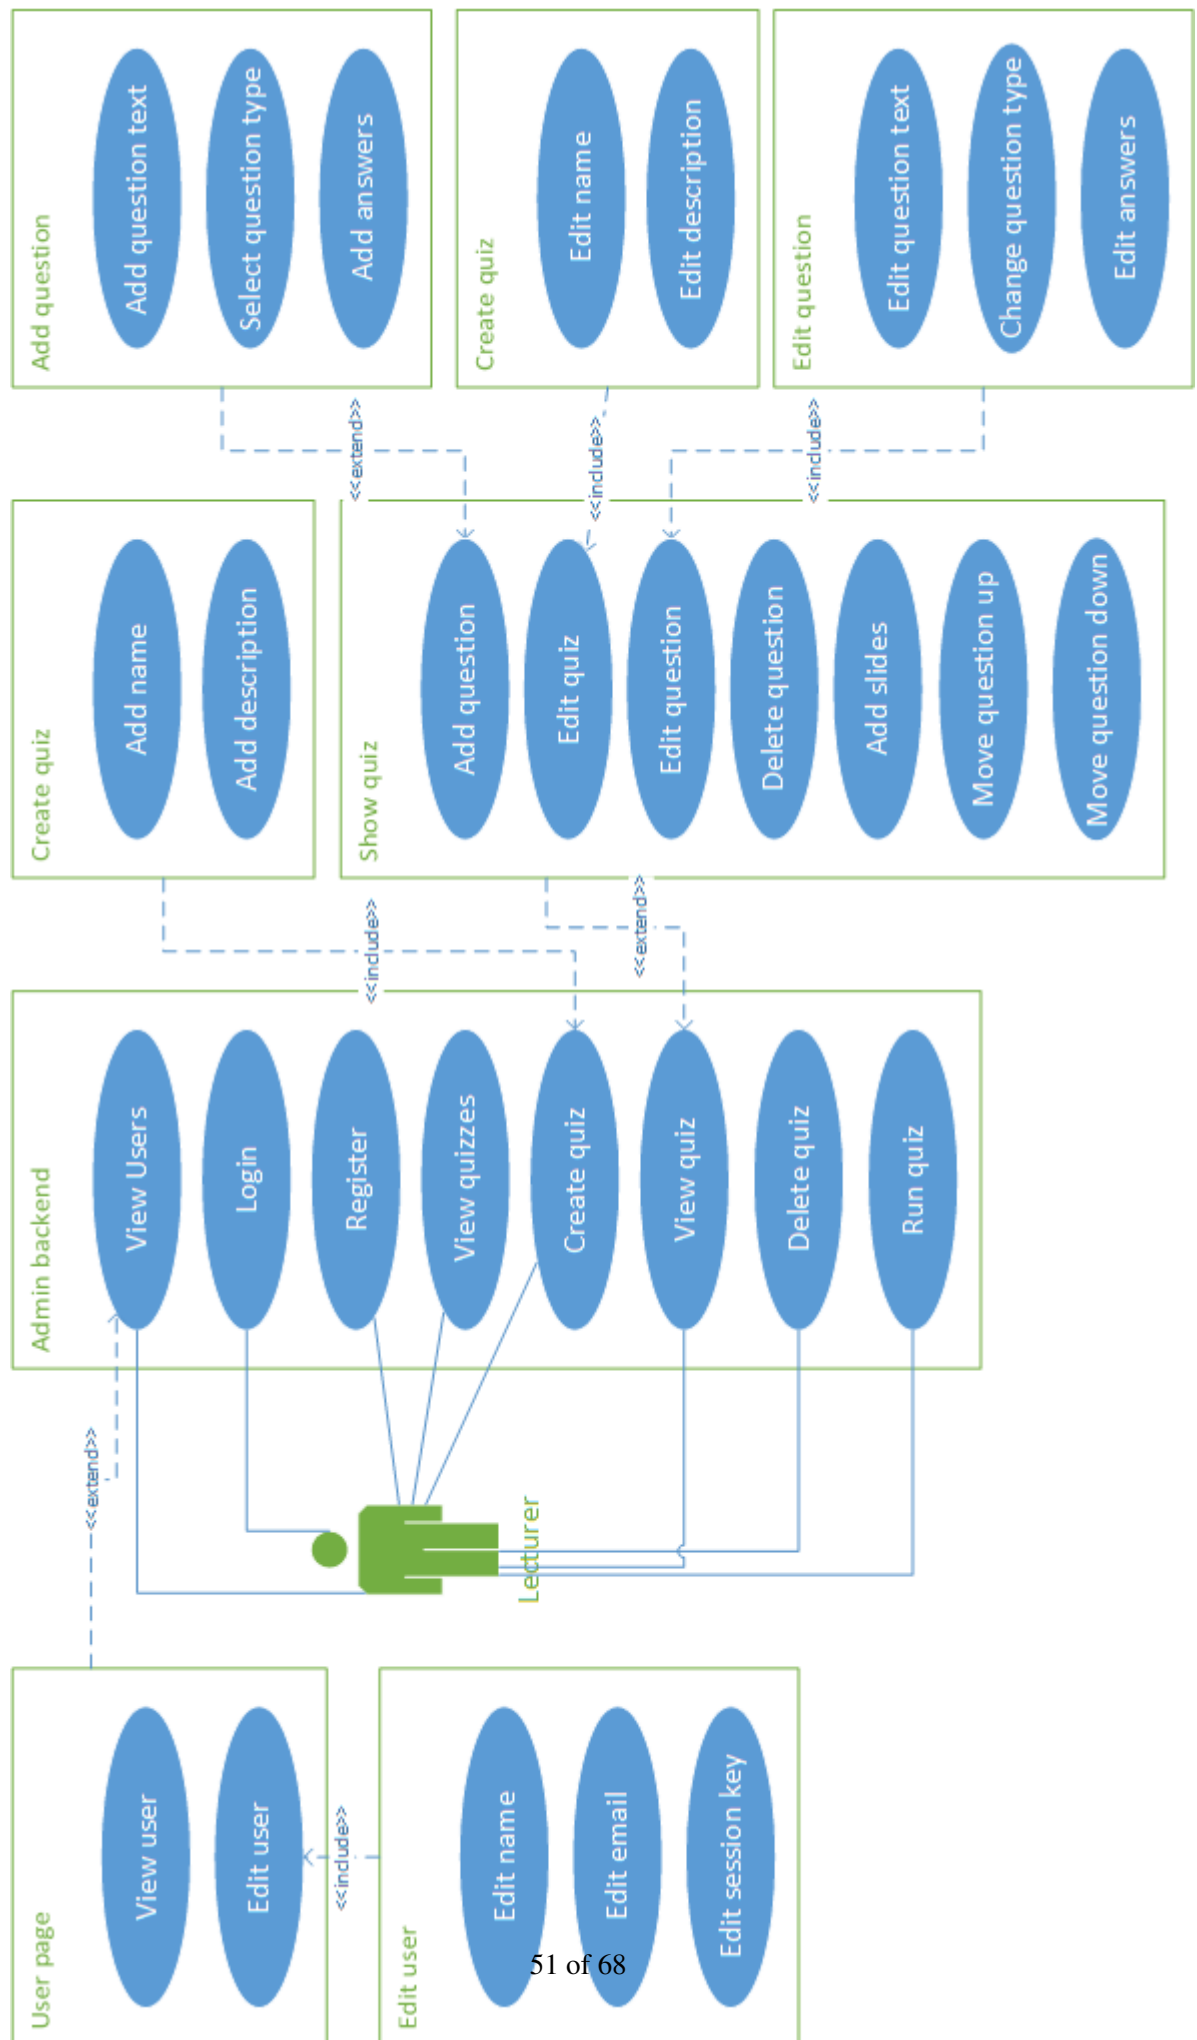 User page
View user
Edit user
<<include>>
Edit user
Edit name
Edit email
Edit session key
<<extend>>
Lecturer
Admin backend
View Users
Login
Register
View quizzes
Create quiz
View quiz
Delete quiz
Run quiz
<<include>>
<<extend>>
Create quiz
Add name
Add description
Show quiz
Add question
Edit quiz
Edit question
Delete question
Add slides
Move question up
Move question down
<<extend>>
<<include>>
<<include>>
Add question
Add question text
Select question type
Add answers
Create quiz
Edit name
Edit description
Edit question
Edit question text
Change question type
Edit answers
51 of 68